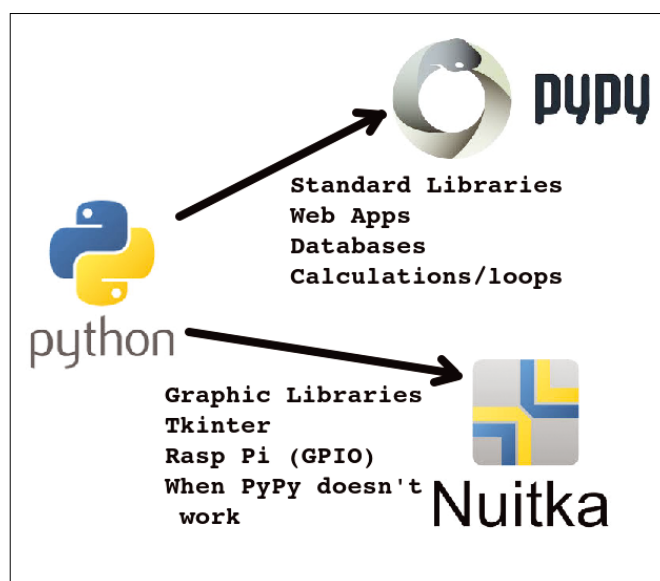 pypy
Standard Libraries
Web Apps
Databases
Calculations/loops
python
Graphic Libraries
Tkinter
Rasp Pi (GPIO)
When PyPy doesn't
work
Nuitka